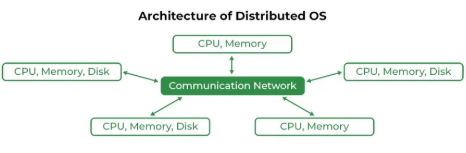 Architecture of Distributed OS
CPU, Memory
CPU, Memory, Disk
CPU, Memory, Disk
Communication Network
CPU, Memory, Disk
CPU, Memory